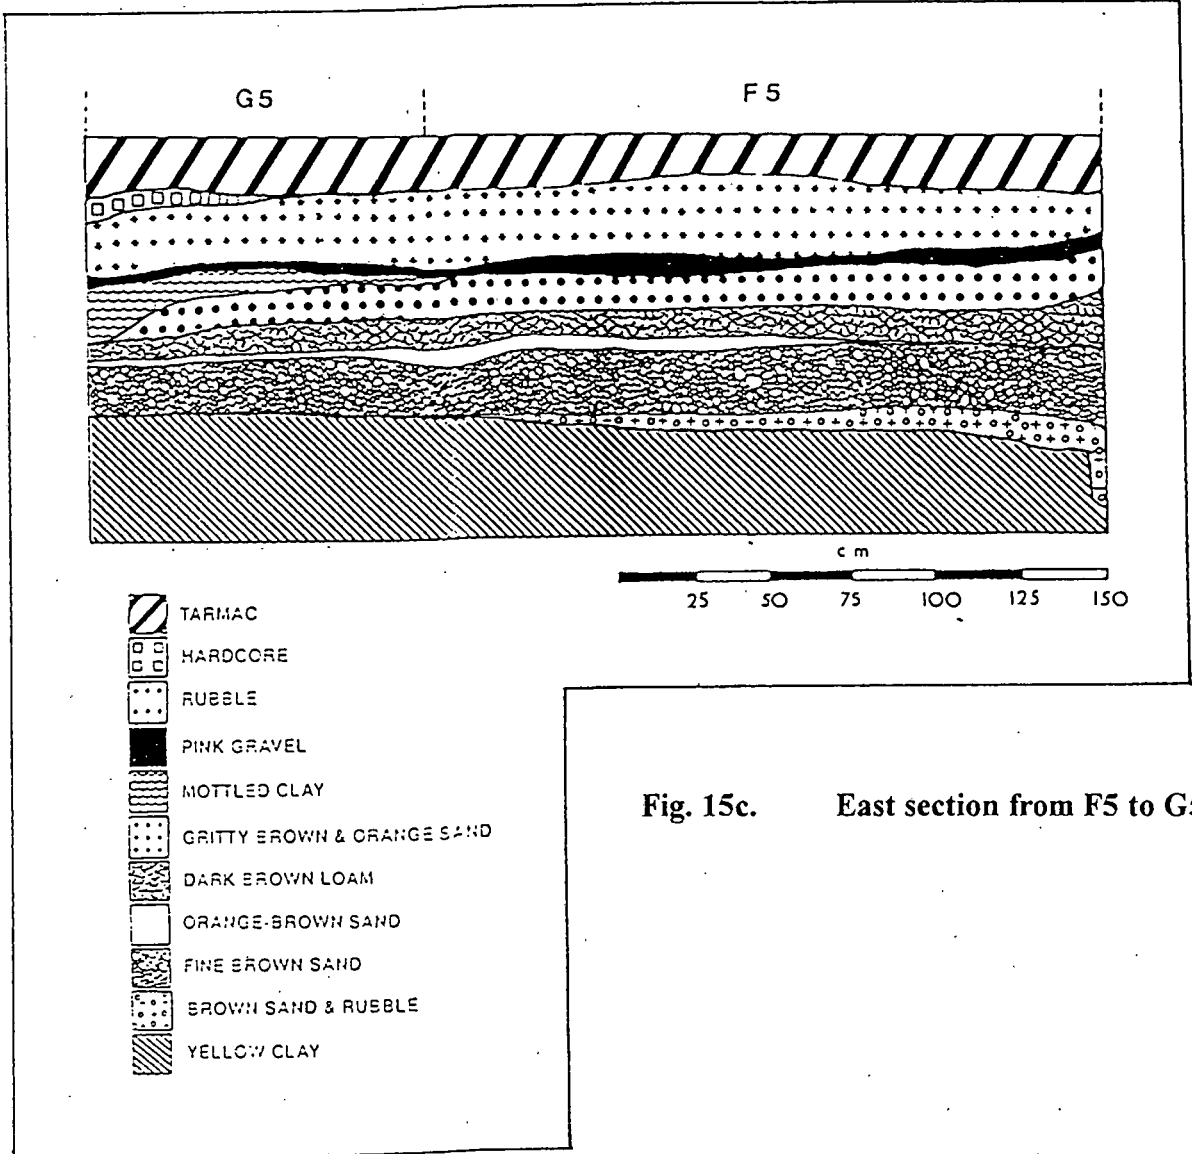 G5 F5
cm
25 50 75 100 125 150
TARMAC
HARDCORE
RUBBLE
PINK GRAVEL
MOTTLED CLAY
GRITTY BROWN & ORANGE SAND
DARK BROWN LOAM
ORANGE-BROWN SAND
FINE BROWN SAND
BROWN SAND & RUBBLE
YELLOW CLAY
Fig. 15c. East section from F5 to G5